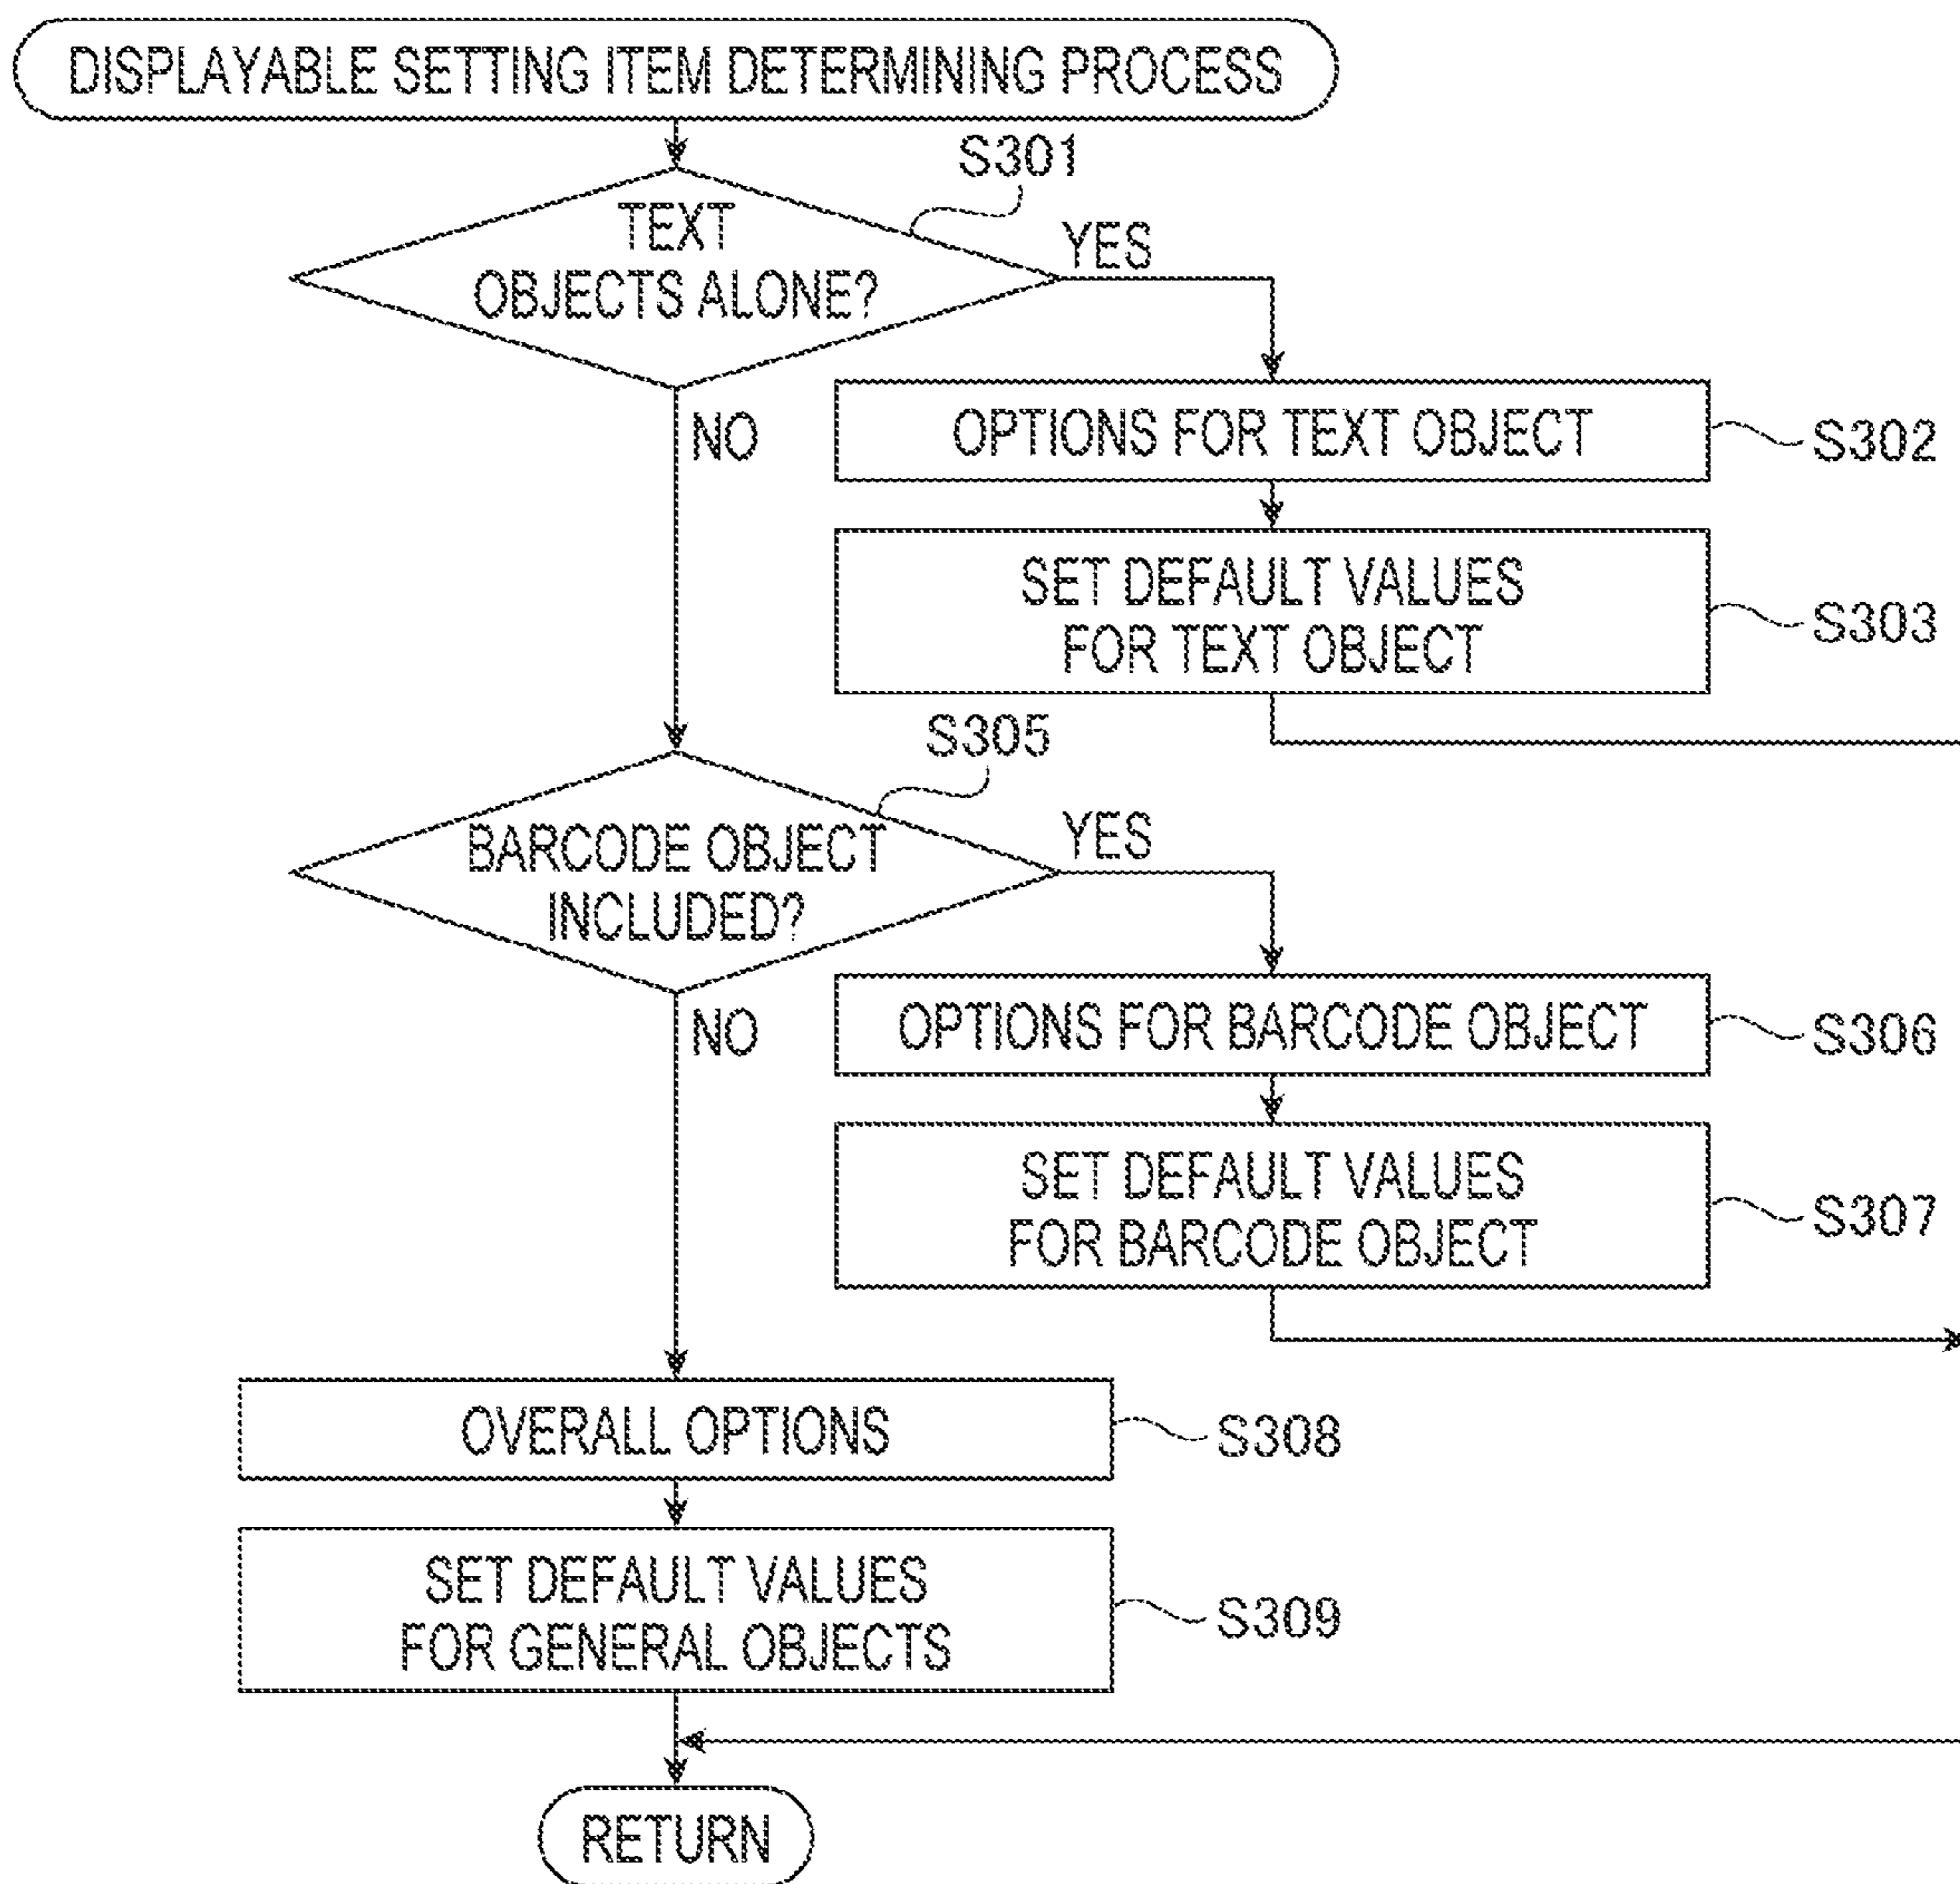 DISPLAYABLE SETTING ITEM DETERMINING PROCESS
S301
TEXT
OBJECTS ALONE?
YES
NO
OPTIONS FOR TEXT OBJECT
S302
SET DEFAULT VALUES
FOR TEXT OBJECT
S303
S305
BARCODE OBJECT
INCLUDED?
YES
NO
OPTIONS FOR BARCODE OBJECT
S306
SET DEFAULT VALUES
FOR BARCODE OBJECT
S307
OVERALL OPTIONS
S308
SET DEFAULT VALUES
FOR GENERAL OBJECTS
S309
RETURN